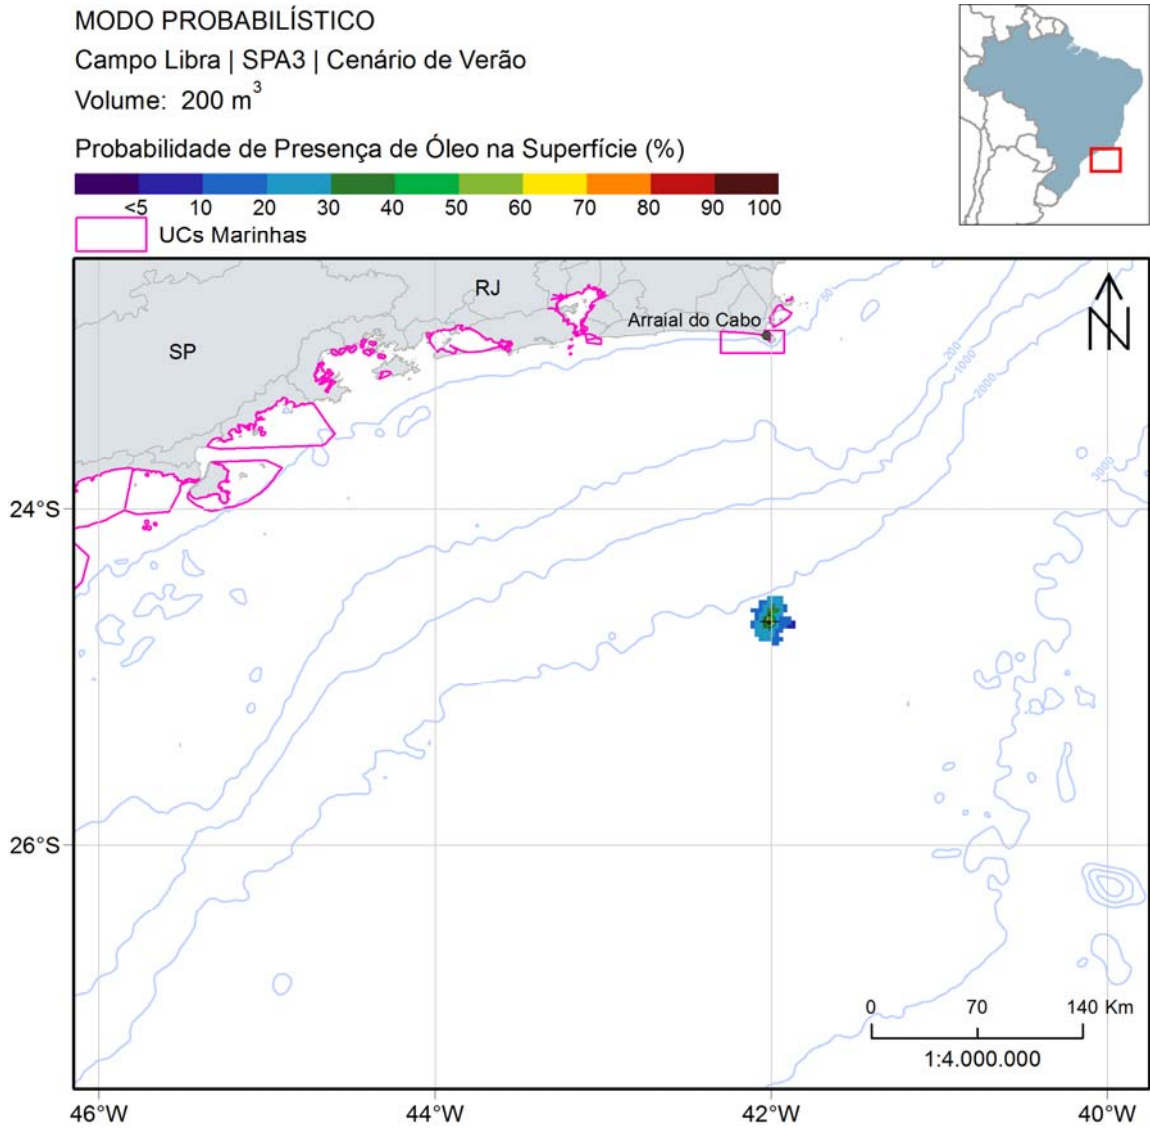 MODO PROBABILÍSTICO
Campo Libra | SPA3 | Cenário de Verão
Volume: 200 m³
Probabilidade de Presença de Óleo na Superfície (%)
<5 10 20 30 40 50 60 70 80 90 100
UCs Marinhas
RJ
Arraial do Cabo
SP
50
200
1000
2000
3000
N
24°S
26°S
0 70 140 Km
1:4.000.000
46°W 44°W 42°W 40°W